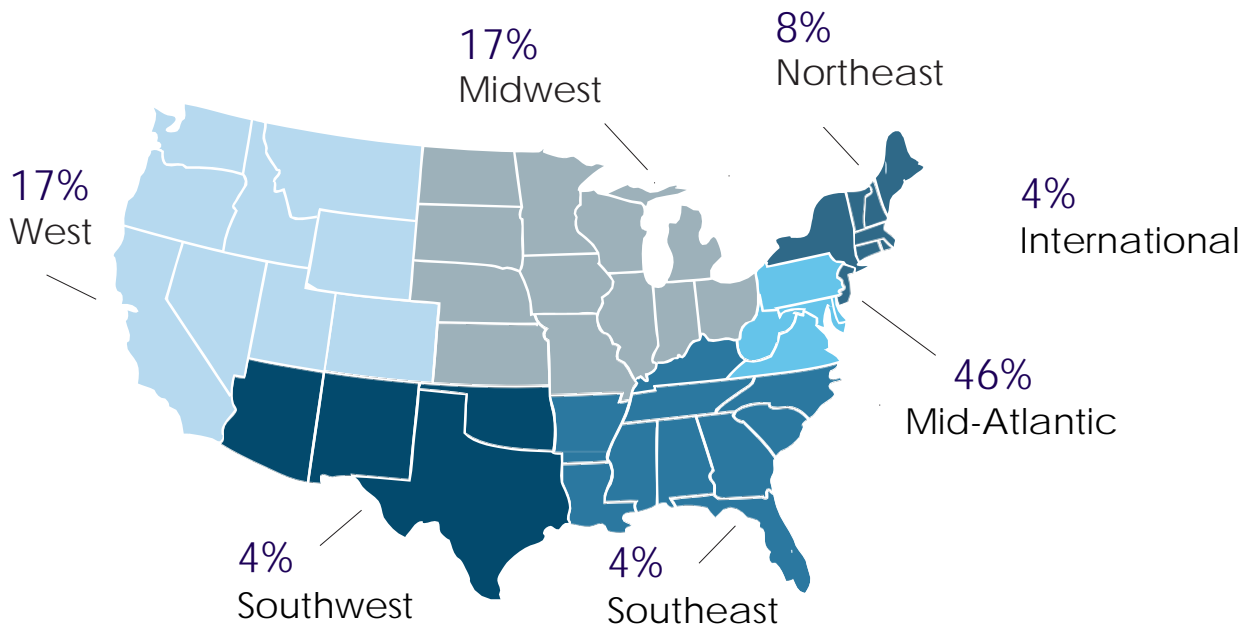 17%
Midwest
8%
Northeast
17%
West
4%
International
46%
Mid-Atlantic
4%
Southwest
4%
Southeast